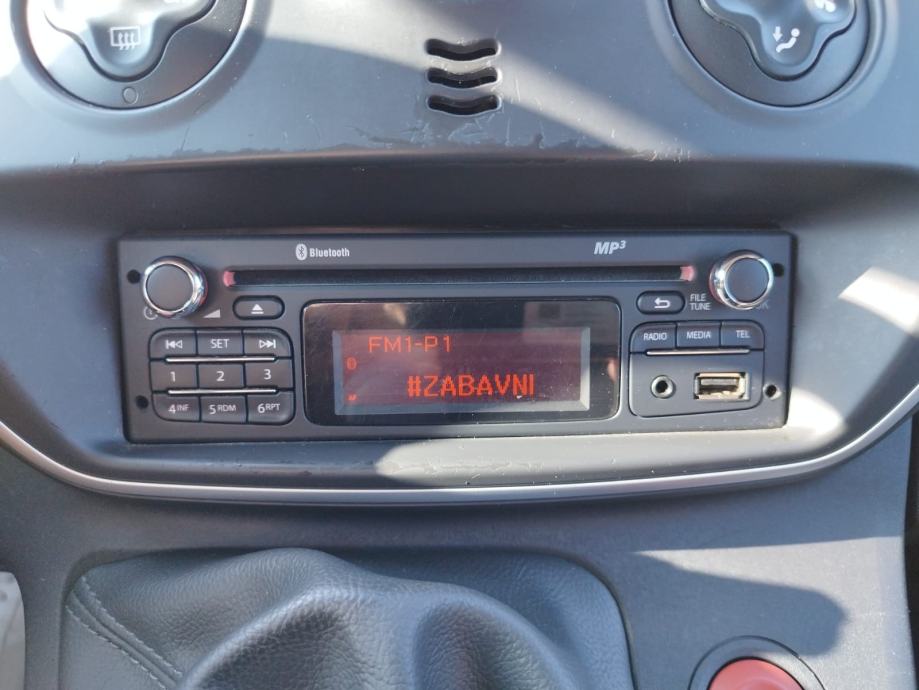 Bluetooth
MP3
FILE
TUNE
FM1-P1
#ZABAVNI
SET
1 2 3
4INF 5RDM 6RPT
RADIO MEDIA TEL